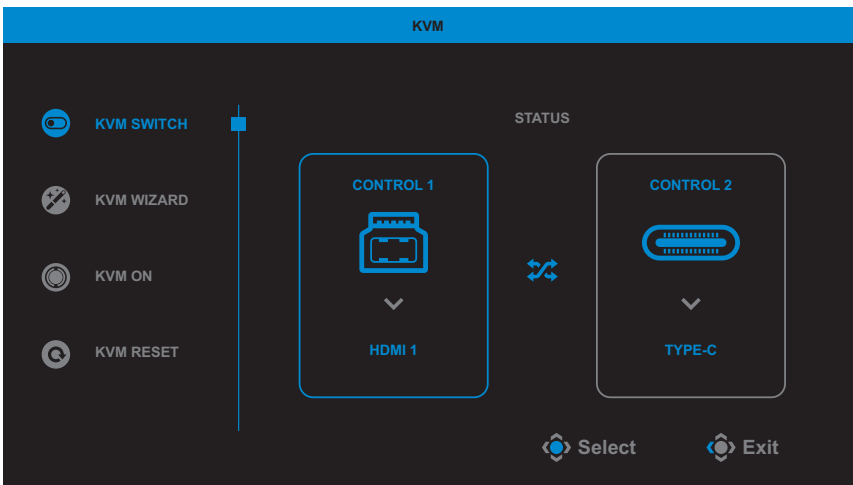 KVM
KVM SWITCH
KVM WIZARD
KVM ON
KVM RESET
STATUS
CONTROL 1
HDMI 1
CONTROL 2
TYPE-C
Select
Exit